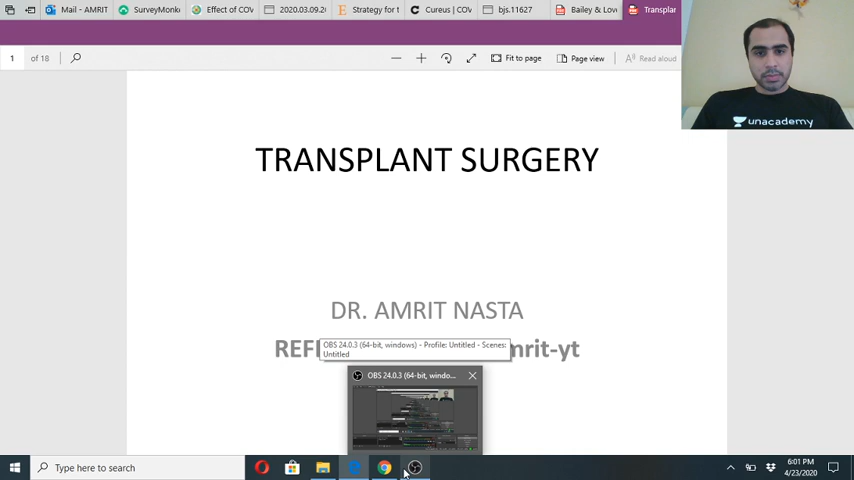 Mail - AMRIT
SurveyMonk
Effect of COV
2020.03.09.2
Strategy for t
Cureus | COV
bjs.11627
Bailey & Love
Transplan
1 of 18
Fit to page
Page view
Read aloud
unacademy
TRANSPLANT SURGERY
DR. AMRIT NASTA
REF
mrit-yt
OBS 24.0.3 (64-bit, windows) - Profile: Untitled - Scenes:
Untitled
OBS 24.0.3 (64-bit, windo...
Type here to search
6:01 PM
4/23/2020